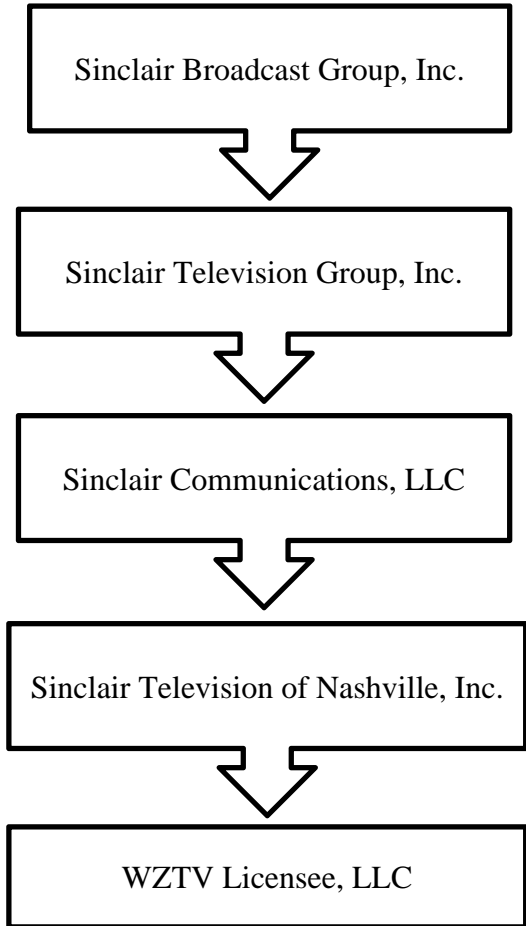 Sinclair Broadcast Group, Inc.
Sinclair Television Group, Inc.
Sinclair Communications, LLC
Sinclair Television of Nashville, Inc.
WZTV Licensee, LLC